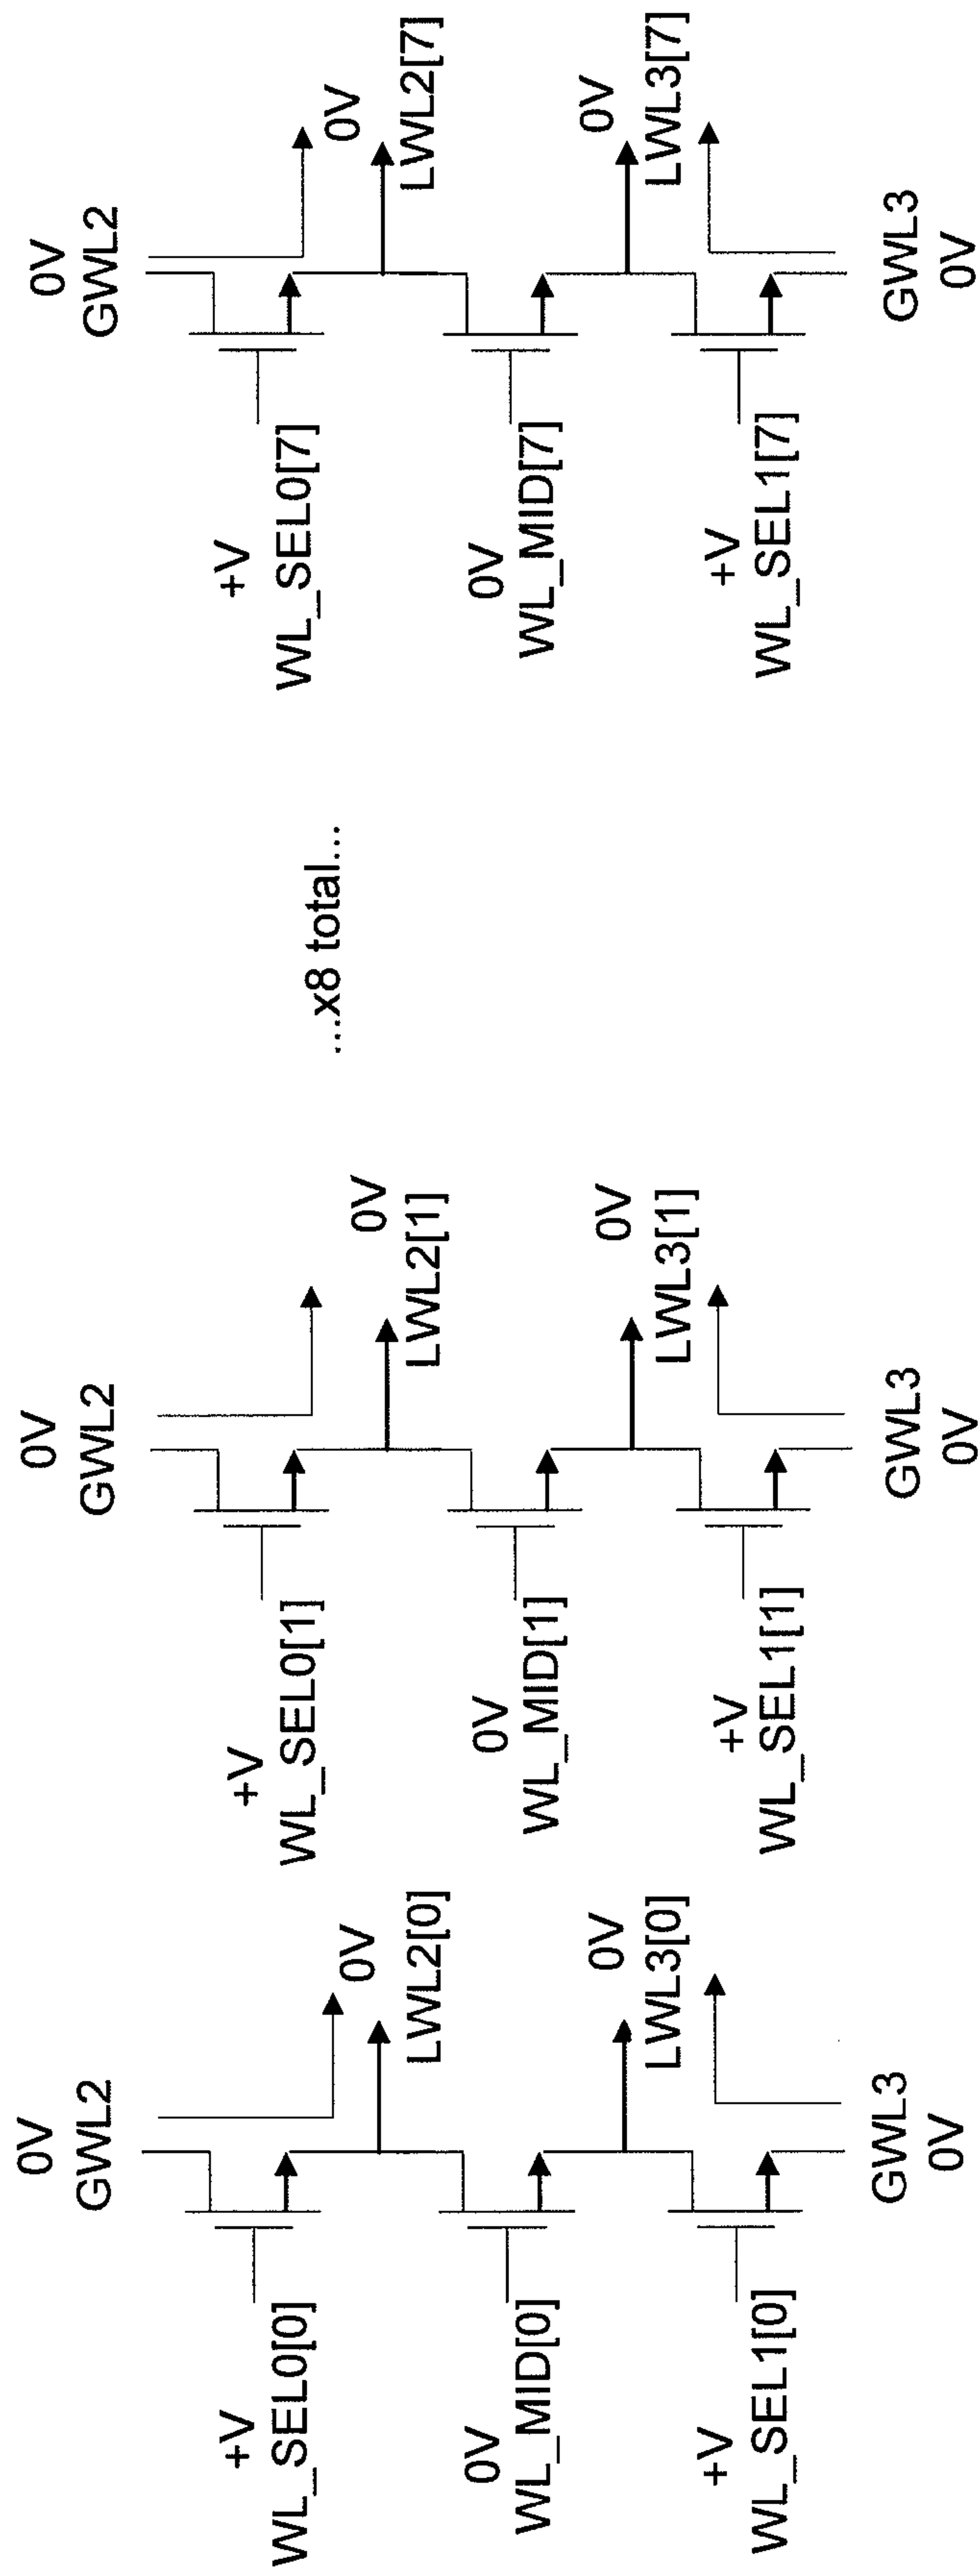 0V
GWL2
+V
WL_SEL0[0]
0V
LWL2[0]
0V
WL_MID[0]
0V
LWL3[0]
+V
WL_SEL1[0]
GWL3
0V
0V
GWL2
+V
WL_SEL0[1]
0V
LWL2[1]
0V
WL_MID[1]
0V
LWL3[1]
+V
WL_SEL1[1]
GWL3
0V
...x8 total...
0V
GWL2
+V
WL_SEL0[7]
0V
LWL2[7]
0V
WL_MID[7]
0V
LWL3[7]
+V
WL_SEL1[7]
GWL3
0V